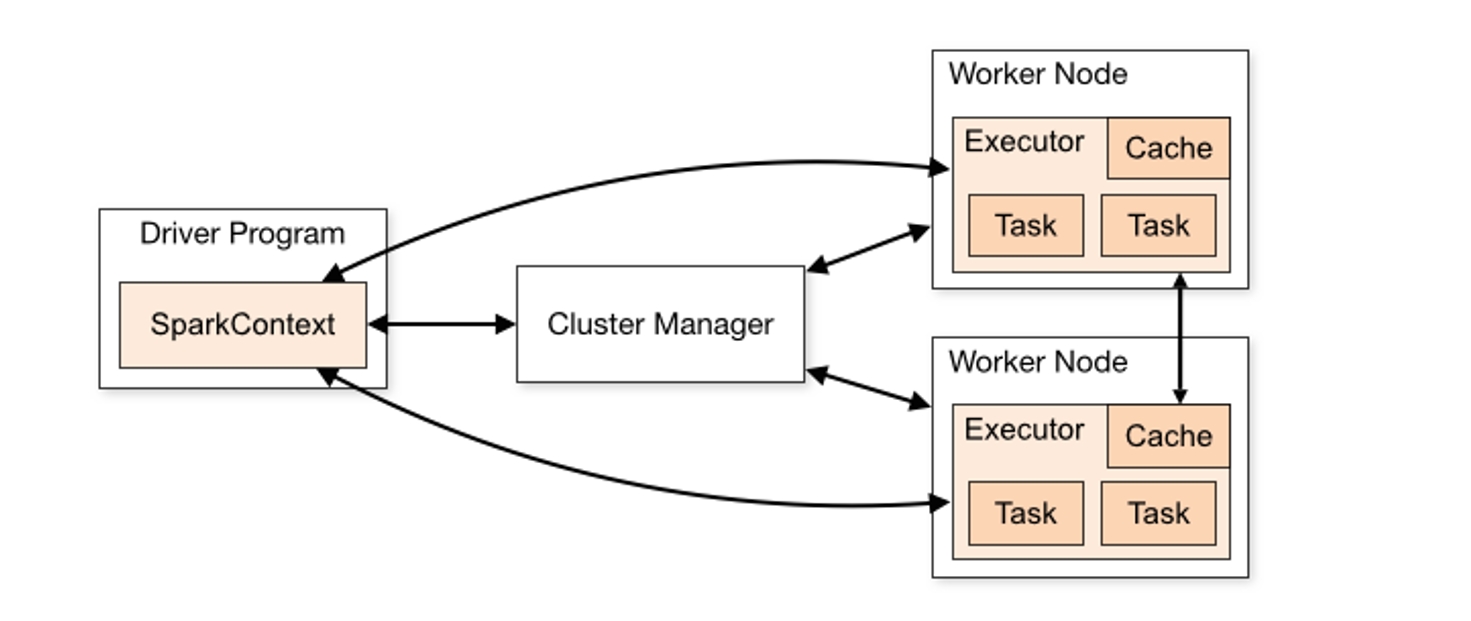 Driver Program
SparkContext
Cluster Manager
Worker Node
Executor
Cache
Task
Task
Worker Node
Executor
Cache
Task
Task